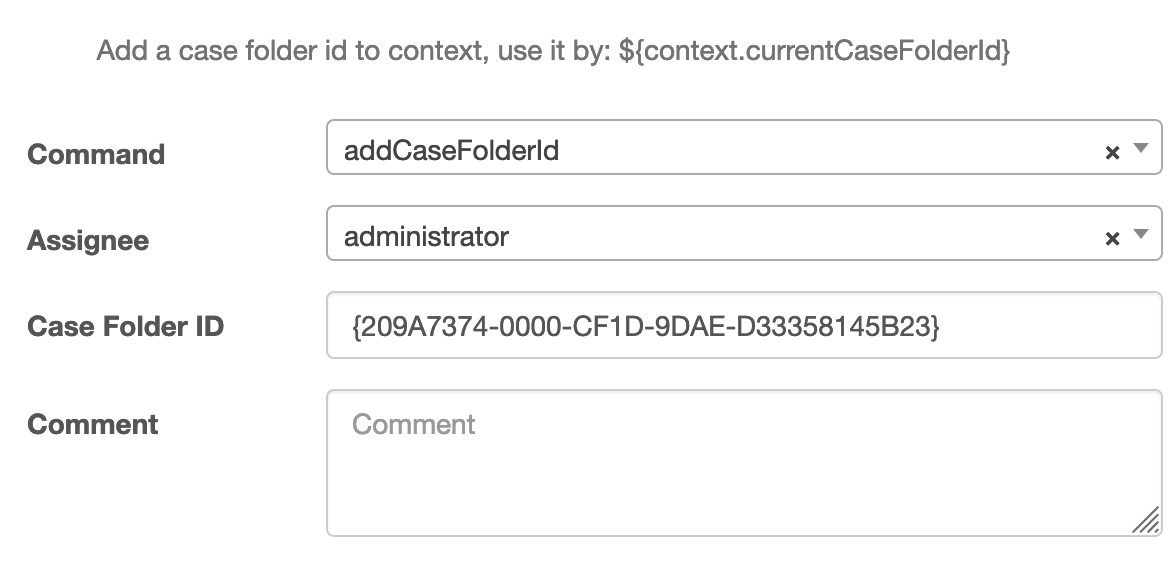 Add a case folder id to context, use it by: ${context.currentCaseFolderId}
Command addCaseFolderId ×
Assignee administrator ×
Case Folder ID {209A7374-0000-CF1D-9DAE-D33358145B23}
Comment Comment